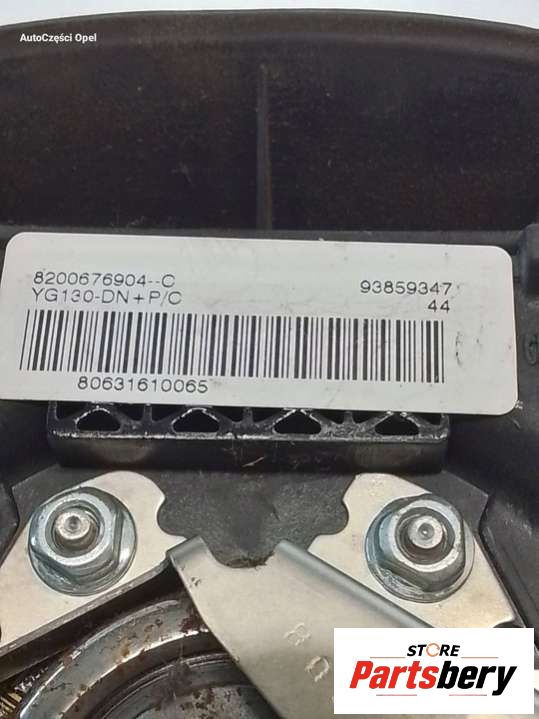 AutoCzęści Opel
8200676904--C 93859347
YG130-DN+P/C 44
80631610065
STORE
Partsbery